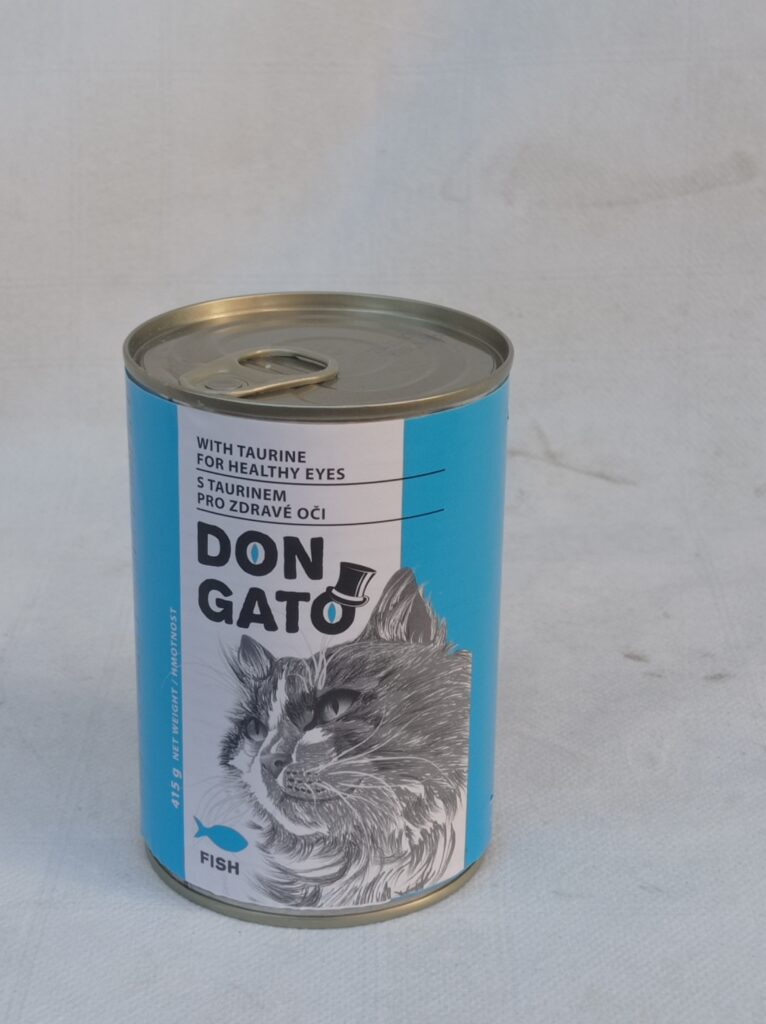 WITH TAURINE
FOR HEALTHY EYES
S TAURINEM
PRO ZDRAVÉ OČI
DON
GATO
415 g NET WEIGHT / HMOTNOST
FISH